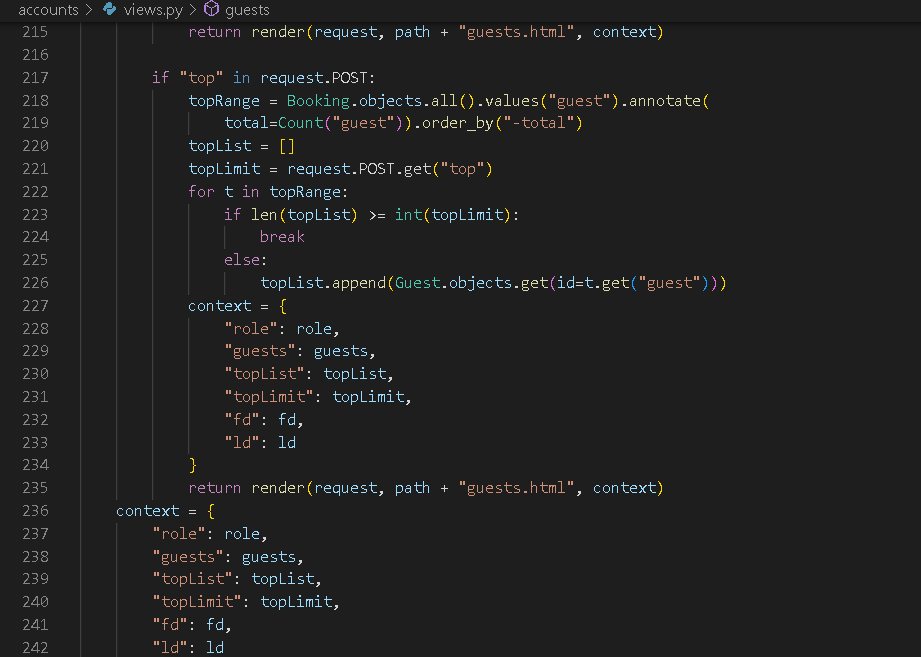 accounts > views.py > guests
215 return render(request, path + "guests.html", context)
216
217 if "top" in request.POST:
218 topRange = Booking.objects.all().values("guest").annotate(
219 total=Count("guest")).order_by("-total")
220 topList = []
221 topLimit = request.POST.get("top")
222 for t in topRange:
223 if len(topList) >= int(topLimit):
224 break
225 else:
226 topList.append(Guest.objects.get(id=t.get("guest")))
227 context = {
228 "role": role,
229 "guests": guests,
230 "topList": topList,
231 "topLimit": topLimit,
232 "fd": fd,
233 "ld": ld
234 }
235 return render(request, path + "guests.html", context)
236 context = {
237 "role": role,
238 "guests": guests,
239 "topList": topList,
240 "topLimit": topLimit,
241 "fd": fd,
242 "ld": ld